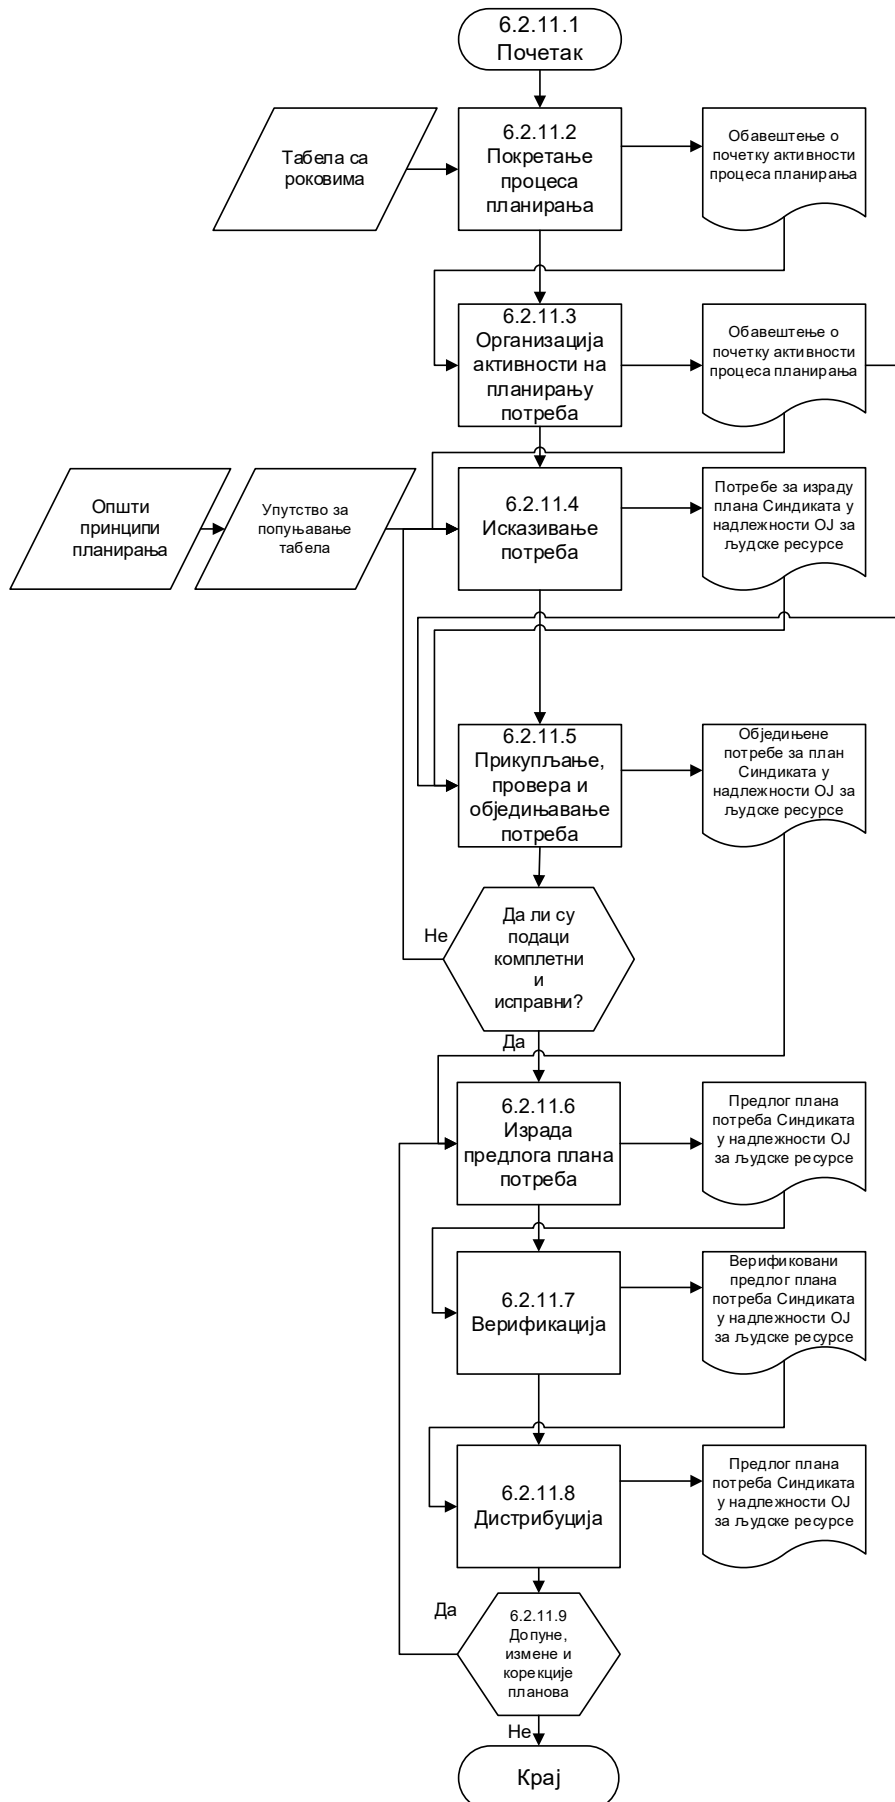 6.2.11.1
Почетак
Табела са
роковима
6.2.11.2
Покретање
процеса
планирања
Обавештење о
почетку активности
процеса планирања
6.2.11.3
Организација
активности на
планирању
потреба
Обавештење о
почетку активности
процеса планирања
Општи
принципи
планирања
Упутство за
попуњавање
табела
6.2.11.4
Исказивање
потреба
Потребе за израду
плана Синдиката у
надлежности ОЈ за
људске ресурсе
6.2.11.5
Прикупљање,
провера и
обједињавање
потреба
Обједињене
потребе за план
Синдиката у
надлежности ОЈ за
људске ресурсе
Не
Да ли су
подаци
комплетни
и
исправни?
Да
6.2.11.6
Израда
предлога плана
потреба
Предлог плана
потреба Синдиката
у надлежности ОЈ
за људске ресурсе
6.2.11.7
Верификација
Верификовани
предлог плана
потреба Синдиката
у надлежности ОЈ
за људске ресурсе
6.2.11.8
Дистрибуција
Предлог плана
потреба Синдиката
у надлежности ОЈ
за људске ресурсе
Да
6.2.11.9
Допуне,
измене и
корекције
планова
Не
Крај